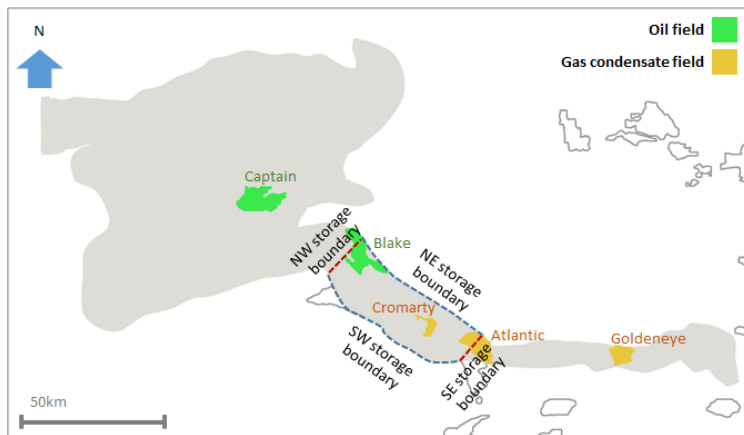 N
Oil field
Gas condensate field
Captain
NW storage
boundary
Blake
NE storage
boundary
Cromarty
SW storage
boundary
Atlantic
SE storage
boundary
Goldeneye
50km